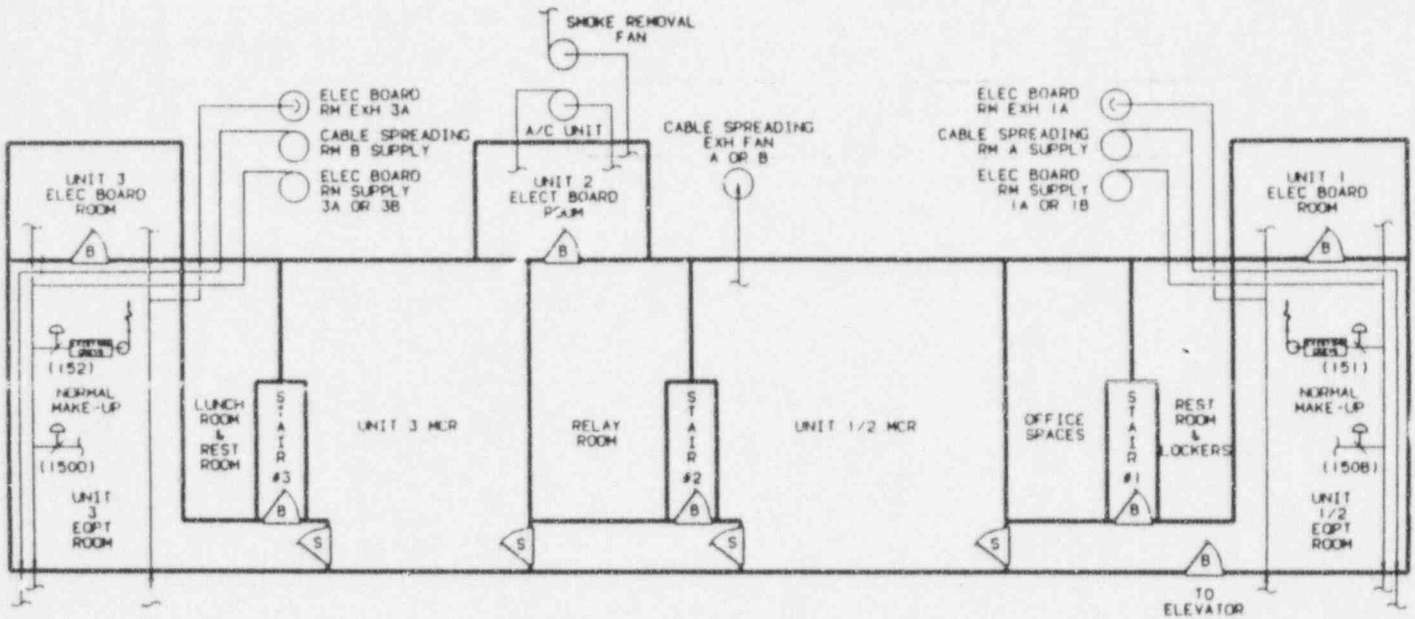 SMOKE REMOVAL
FAN
ELEC BOARD
RM EXH 3A
CABLE SPREADING
RM B SUPPLY
ELEC BOARD
RM SUPPLY
3A OR 3B
A/C UNIT
CABLE SPREADING
EXH FAN
A OR B
ELEC BOARD
RM EXH 1A
CABLE SPREADING
RM A SUPPLY
ELEC BOARD
RM SUPPLY
1A OR 1B
UNIT 3
ELEC BOARD
ROOM
B
UNIT 2
ELECT BOARD
ROOM
B
UNIT 1
ELEC BOARD
ROOM
B
(152)
NORMAL
MAKE-UP
(1500)
UNIT
3
EQPT
ROOM
LUNCH
ROOM
&
REST
ROOM
STAIR
#3
B
UNIT 3 MCR
RELAY
ROOM
STAIR
#2
B
UNIT 1/2 MCR
OFFICE
SPACES
STAIR
#1
B
REST
ROOM
&
LOCKERS
(151)
NORMAL
MAKE-UP
(150B)
UNIT
1/2
EQPT
ROOM
S
S
S
S
B
TO
ELEVATOR